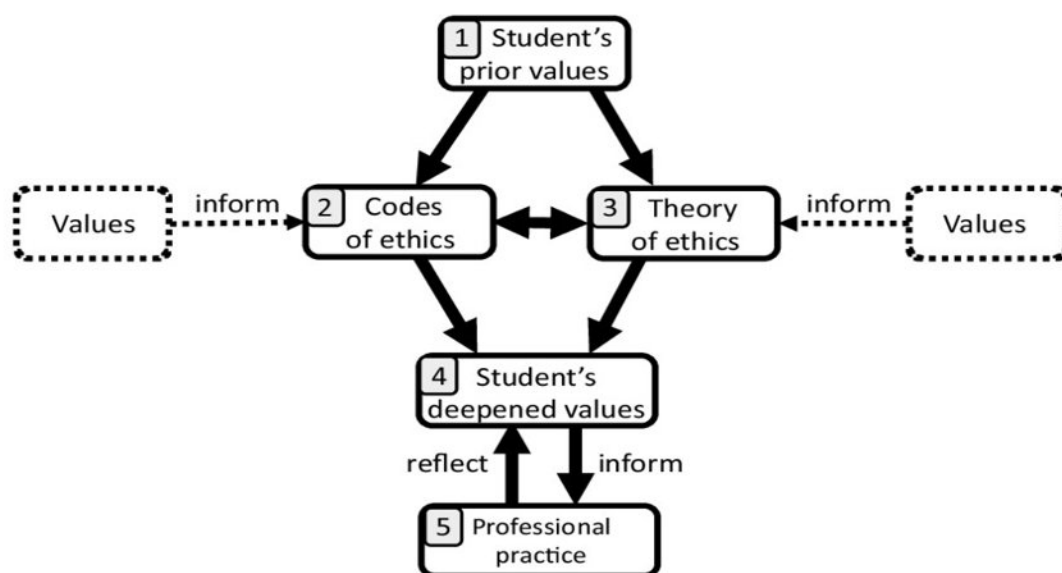 1 Student’s
prior values
Values
inform
2 Codes
of ethics
3 Theory
of ethics
inform
Values
4 Student’s
deepened values
reflect
inform
5 Professional
practice